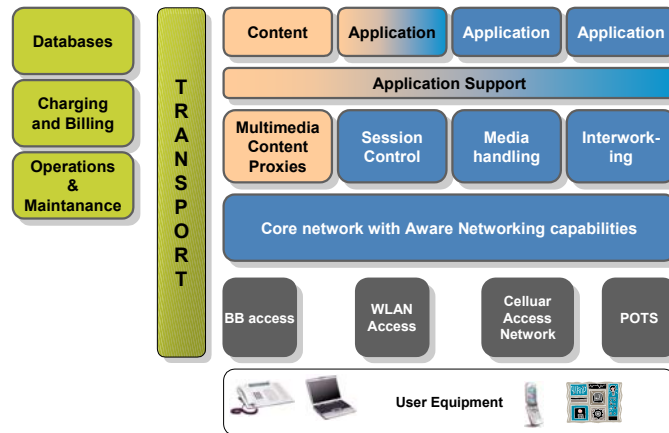 Databases
Charging
and Billing
Operations
&
Maintanance
T
R
A
N
S
P
O
R
T
Content
Application
Application
Application
Application Support
Multimedia
Content
Proxies
Session
Control
Media
handling
Interwork-
ing
Core network with Aware Networking capabilities
BB access
WLAN
Access
Celluar
Access
Network
POTS
User Equipment